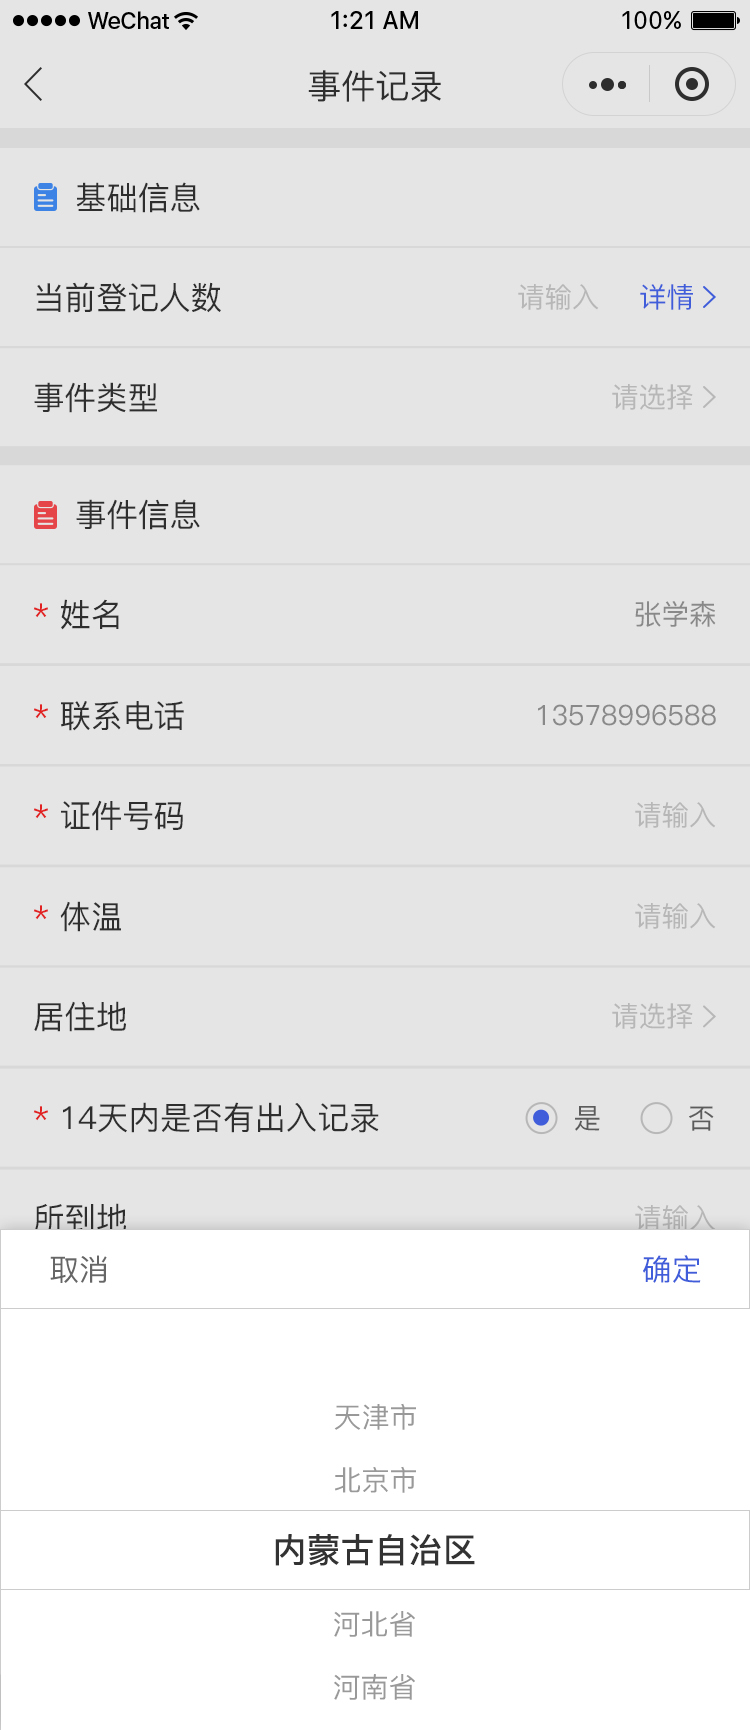 WeChat 1:21 AM 100%
事件记录
基础信息
当前登记人数 请输入 详情
事件类型 请选择
事件信息
* 姓名 张学森
* 联系电话 13578996588
* 证件号码 请输入
* 体温 请输入
居住地 请选择
* 14天内是否有出入记录 是 否
所到地 请输入
取消 确定
天津市
北京市
内蒙古自治区
河北省
河南省